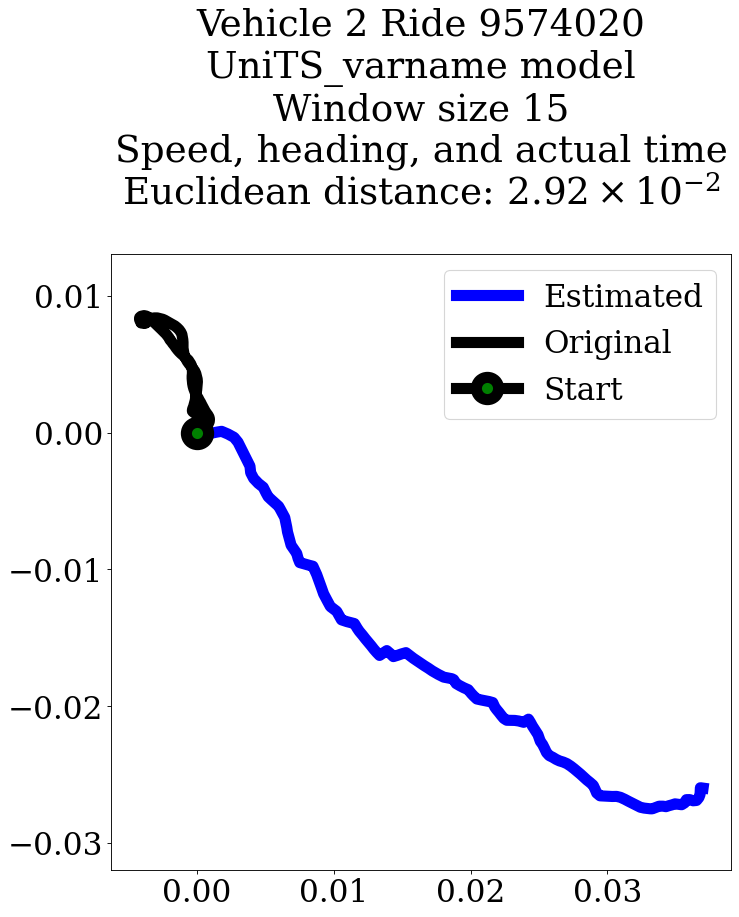 Vehicle 2 Ride 9574020
UniTS_varname model
Window size 15
Speed, heading, and actual time
Euclidean distance: 2.92 × 10⁻²
Estimated
Original
Start
0.01
0.00
−0.01
−0.02
−0.03
0.00 0.01 0.02 0.03